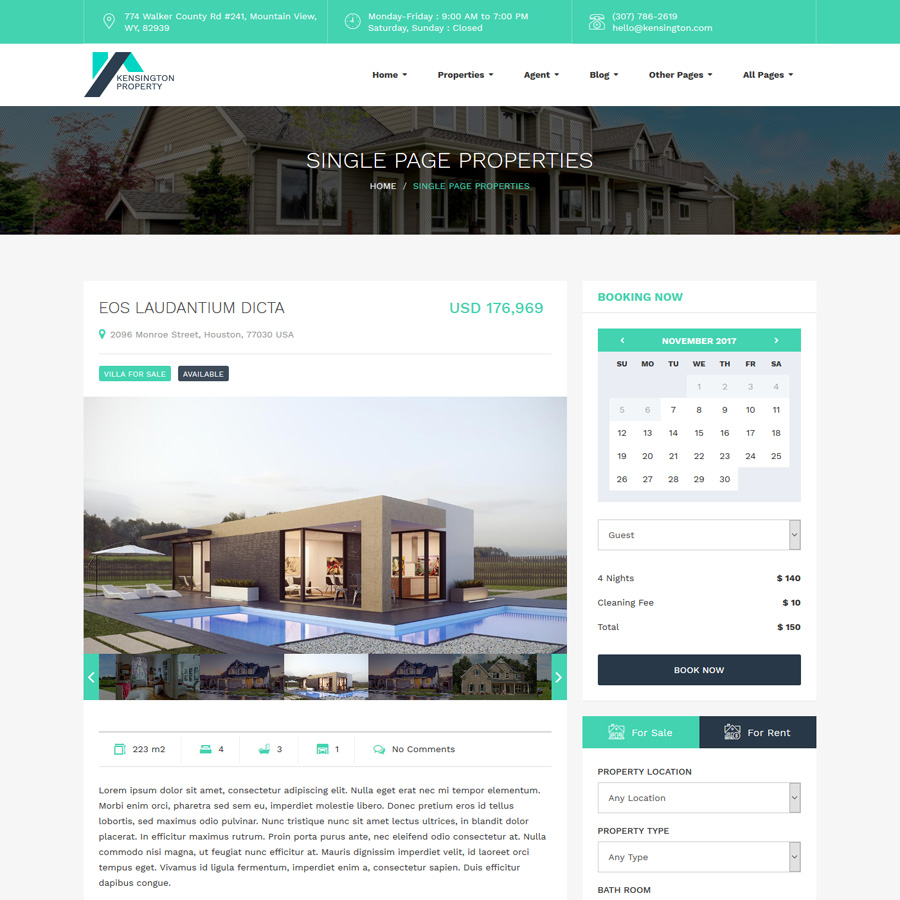 774 Walker County Rd #241, Mountain View,
WY, 82939
Monday-Friday : 9:00 AM to 7:00 PM
Saturday, Sunday : Closed
(307) 786-2619
hello@kensington.com
KENSINGTON
PROPERTY
Home
Properties
Agent
Blog
Other Pages
All Pages
SINGLE PAGE PROPERTIES
HOME / SINGLE PAGE PROPERTIES
EOS LAUDANTIUM DICTA
USD 176,969
2096 Monroe Street, Houston, 77030 USA
VILLA FOR SALE
AVAILABLE
223 m2
4
3
1
No Comments
Lorem ipsum dolor sit amet, consectetur adipiscing elit. Nulla eget erat nec mi tempor elementum.
Morbi enim orci, pharetra sed sem eu, imperdiet molestie libero. Donec pretium eros id tellus
lobortis, sed maximus odio pulvinar. Nunc tristique nunc sit amet lectus ultrices, in blandit dolor
placerat. In efficitur maximus rutrum. Proin porta purus ante, nec eleifend odio consectetur at. Nulla
commodo nisi magna, ut feugiat nunc efficitur at. Mauris dignissim imperdiet velit, id laoreet orci
tempus eget. Vivamus id ligula fermentum, imperdiet enim a, consectetur sapien. Duis efficitur
dapibus congue.
BOOKING NOW
NOVEMBER 2017
SU MO TU WE TH FR SA
1 2 3 4
5 6 7 8 9 10 11
12 13 14 15 16 17 18
19 20 21 22 23 24 25
26 27 28 29 30
Guest
4 Nights $ 140
Cleaning Fee $ 10
Total $ 150
BOOK NOW
For Sale
For Rent
PROPERTY LOCATION
Any Location
PROPERTY TYPE
Any Type
BATH ROOM